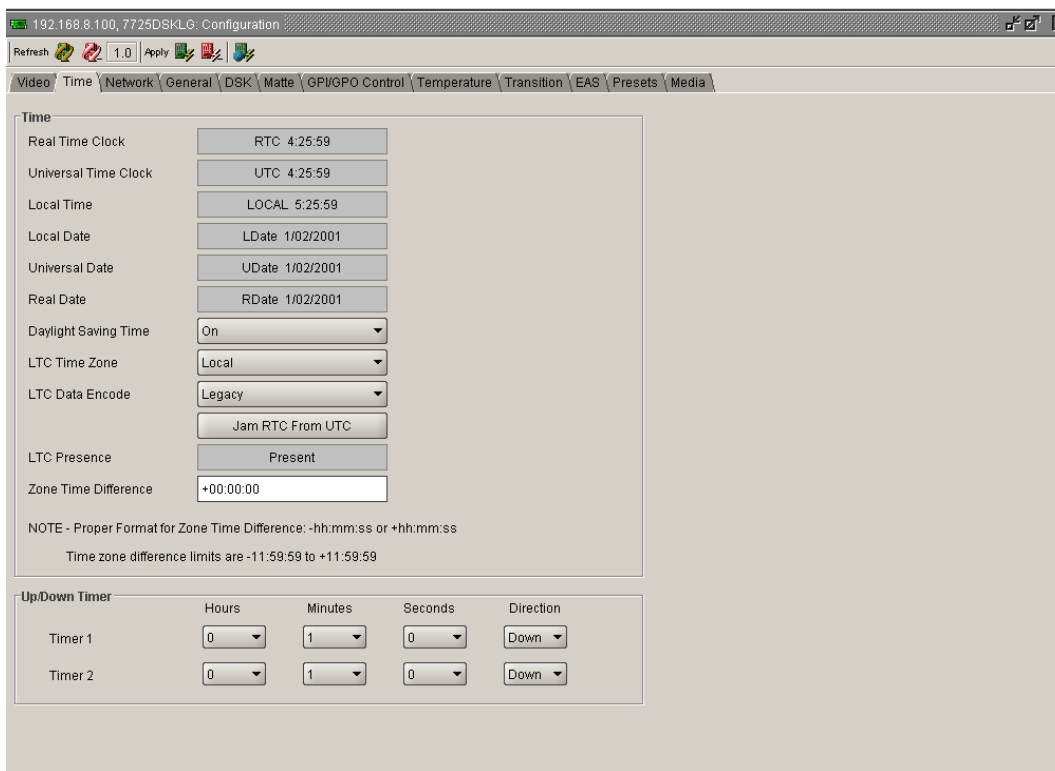 192.168.8.100, 7725DSKLG: Configuration
Refresh 1.0 Apply
Video Time Network General DSK Matte GPI/GPO Control Temperature Transition EAS Presets Media
Time
Real Time Clock RTC 4:25:59
Universal Time Clock UTC 4:25:59
Local Time LOCAL 5:25:59
Local Date LDate 1/02/2001
Universal Date UDate 1/02/2001
Real Date RDate 1/02/2001
Daylight Saving Time On
LTC Time Zone Local
LTC Data Encode Legacy
Jam RTC From UTC
LTC Presence Present
Zone Time Difference +00:00:00
NOTE - Proper Format for Zone Time Difference: -hh:mm:ss or +hh:mm:ss
Time zone difference limits are -11:59:59 to +11:59:59
Up/Down Timer
Hours Minutes Seconds Direction
Timer 1 0 1 0 Down
Timer 2 0 1 0 Down